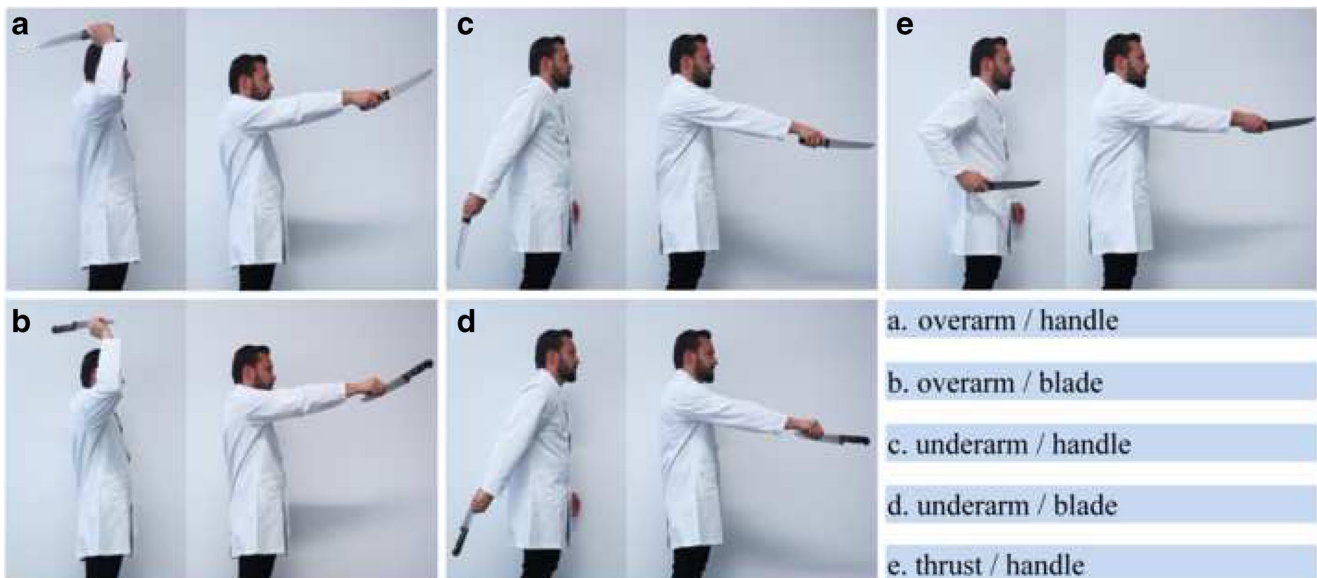 a
c
e
b
d
a. overarm / handle
b. overarm / blade
c. underarm / handle
d. underarm / blade
e. thrust / handle